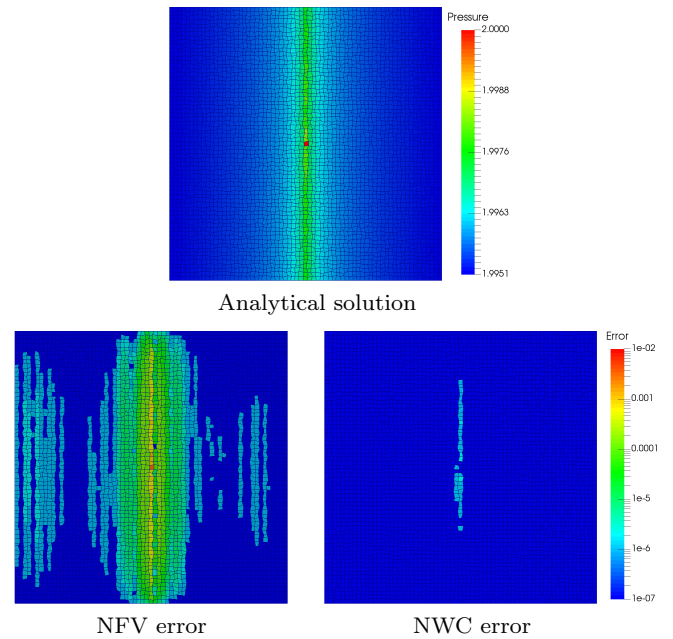 Pressure
2.0000
1.9988
1.9976
1.9963
1.9951
Analytical solution
Error
1e-02
0.001
0.0001
1e-5
1e-6
1e-07
NFV error
NWC error